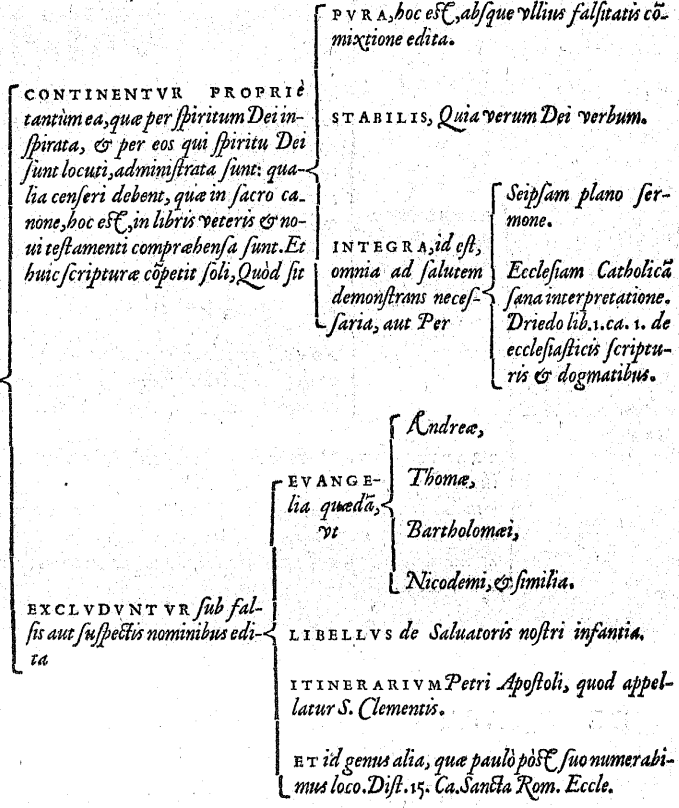 CONTINENTVR PROPRIè
tantùm ea, quæ per ſpiritum Dei in-
ſpirata, & per eos qui ſpiritu Dei
ſunt locuti, adminiſtrata ſunt: qua-
lia cenſeri debent, quæ in ſacro ca-
none, hoc eſt, in libris veteris & no-
ui teſtamenti compræhenſa ſunt. Et
huic ſcripturæ cõpetit ſoli, Quòd ſit
PVRA, hoc eſt, abſque vllius falſitatis cõ-
mixtione edita.
STABILIS, Quia verum Dei verbum.
INTEGRA, id eſt,
omnia ad ſalutem
demonſtrans neceſ-
ſaria, aut Per
Seipſam plano ſer-
mone.
Eccleſiam Catholicã
ſana interpretatione.
Driedo lib. 1. ca. 1. de
eccleſiaſticis ſcriptu-
ris & dogmatibus.
EXCLVDVNTVR ſub fal-
ſis aut ſuſpectis nominibus edi-
ta
EVANGE-
lia quædã,
vt
Andreæ,
Thomæ,
Bartholomæi,
Nicodemi, & ſimilia.
LIBELLVS de Saluatoris noſtri infantia.
ITINERARIVM Petri Apoſtoli, quod appel-
latur S. Clementis.
ET id genus alia, quæ paulò pòſt ſuo numerabi-
mus loco. Diſt. 15. Ca. Sancta Rom. Eccle.